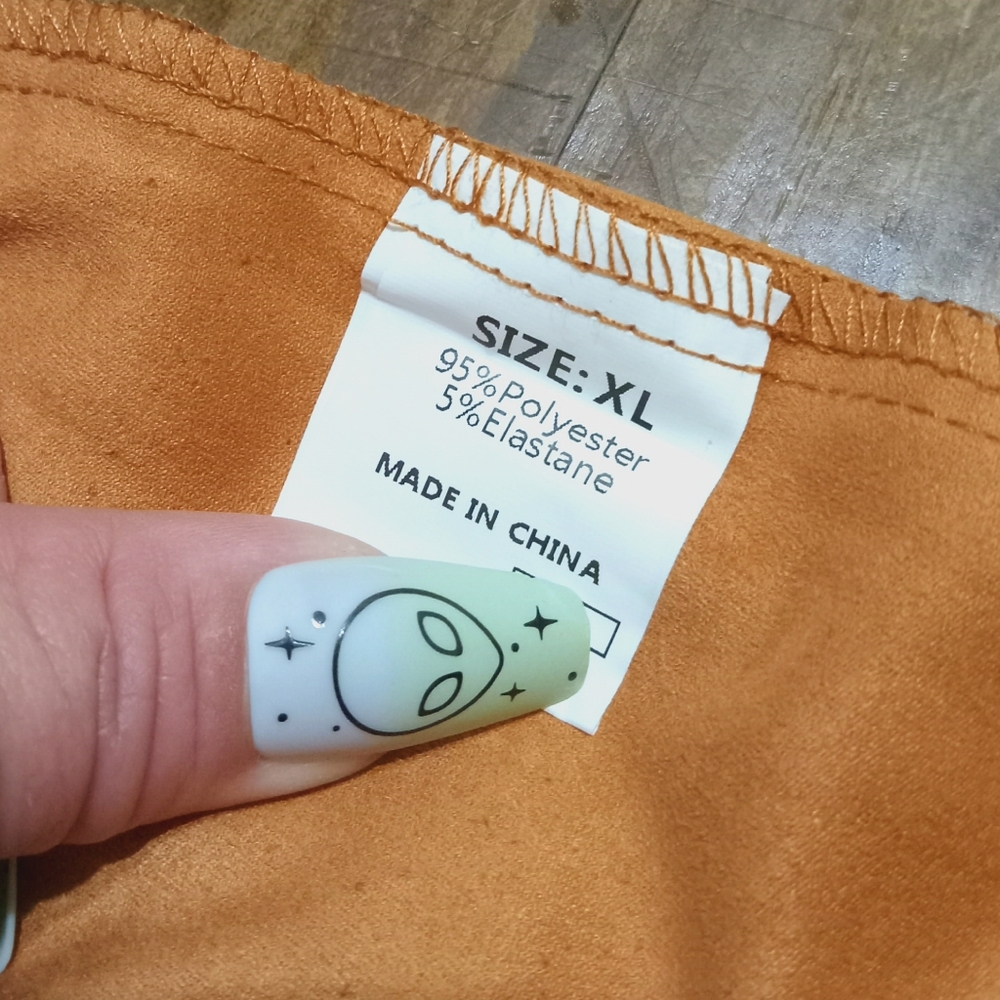 SIZE: XL
95%Polyester
5%Elastane
MADE IN CHINA